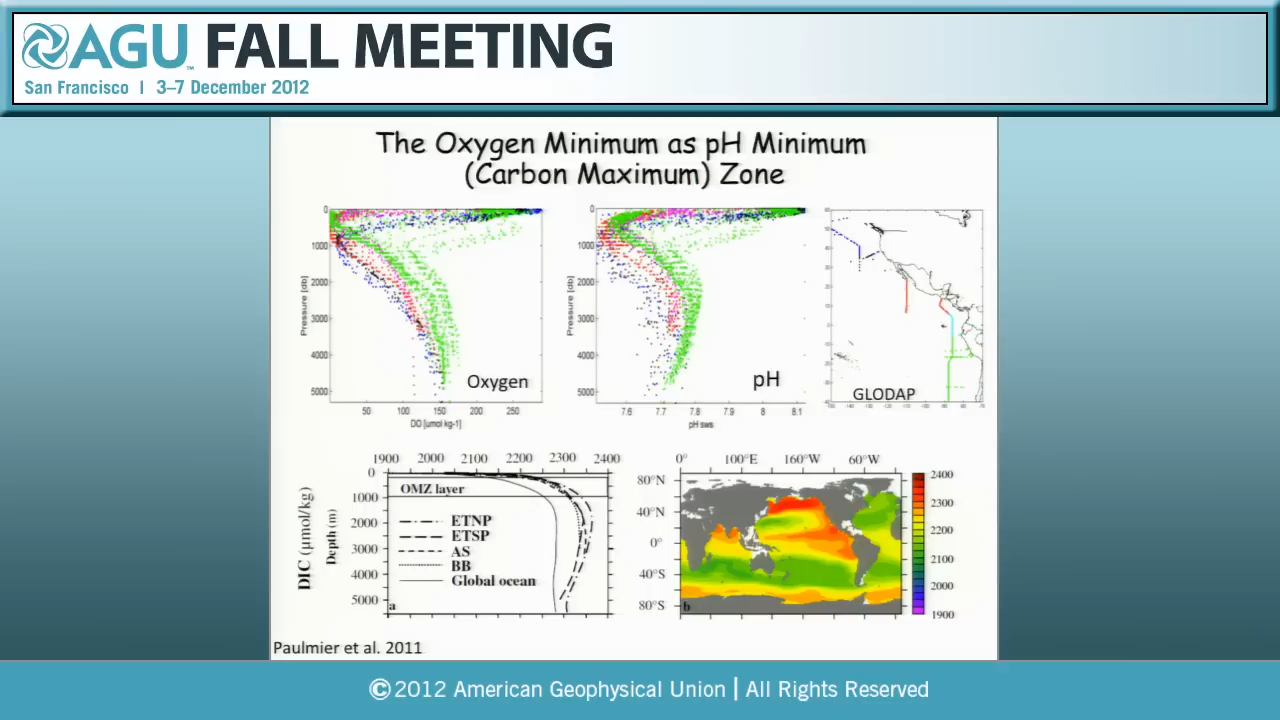 AGU FALL MEETING
San Francisco | 3–7 December 2012
The Oxygen Minimum as pH Minimum
(Carbon Maximum) Zone
Pressure [db]
0
1000
2000
3000
4000
5000
Oxygen
50 100 150 200 250
DO [umol kg-1]
Pressure [db]
0
1000
2000
3000
4000
5000
pH
7.6 7.7 7.8 7.9 8 8.1
pH sws
GLODAP
1900 2000 2100 2200 2300 2400
DIC (µmol/kg)
Depth (m)
0
1000
2000
3000
4000
5000
OMZ layer
ETNP
ETSP
AS
BB
Global ocean
a
0° 100°E 160°W 60°W
80°N
40°N
0°
40°S
80°S
b
2400
2300
2200
2100
2000
1900
Paulmier et al. 2011
©2012 American Geophysical Union | All Rights Reserved